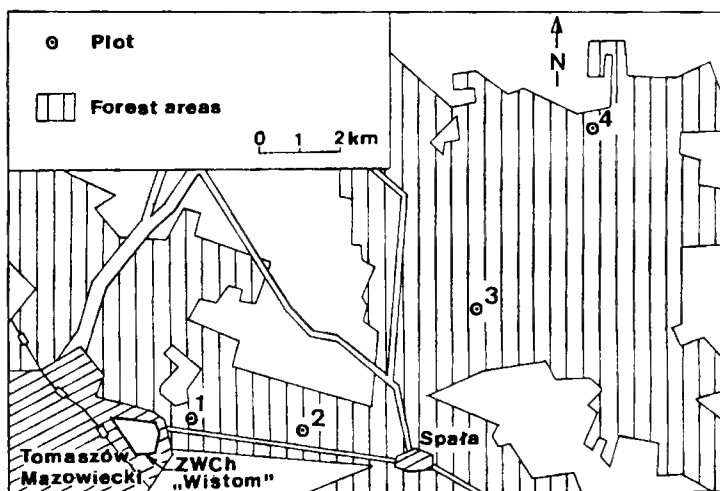 Plot
Forest areas
0 1 2 km
N
4
3
1
2
Spała
Tomaszów
Mazowiecki
ZWCh
„Wistom"